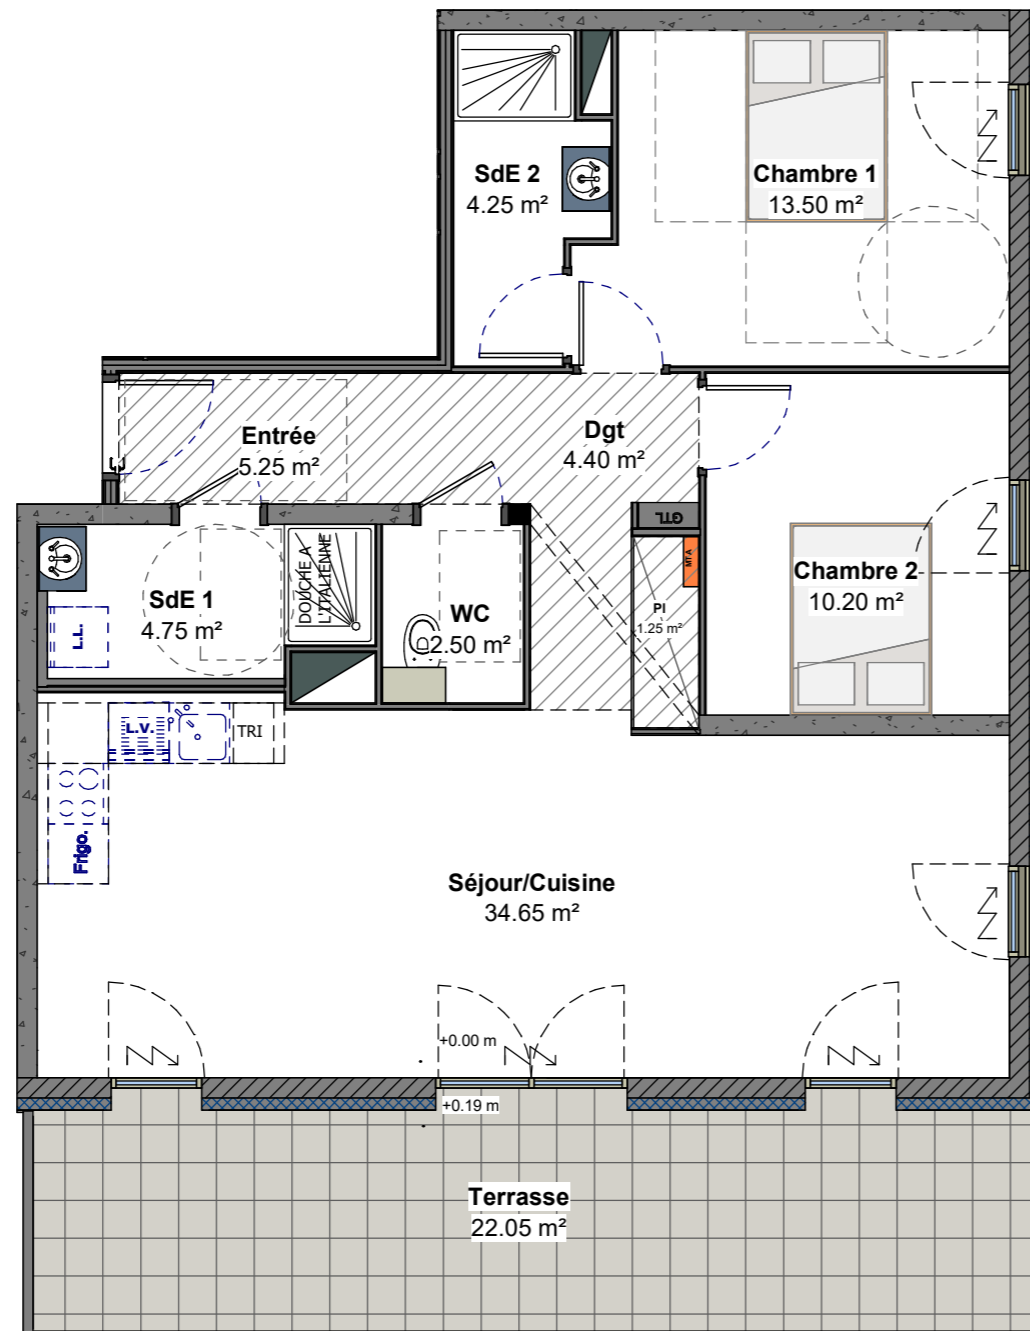 SdE 2
4.25 m²
Chambre 1
13.50 m²
Entrée
5.25 m²
Dgt
4.40 m²
GTL
MT-A
DOUCHE A
L'ITALIENNE
SdE 1
4.75 m²
L.L.
WC
2.50 m²
Pl
1.25 m²
Chambre 2
10.20 m²
L.V.
TRI
Frigo.
Séjour/Cuisine
34.65 m²
+0.00 m
+0.19 m
Terrasse
22.05 m²